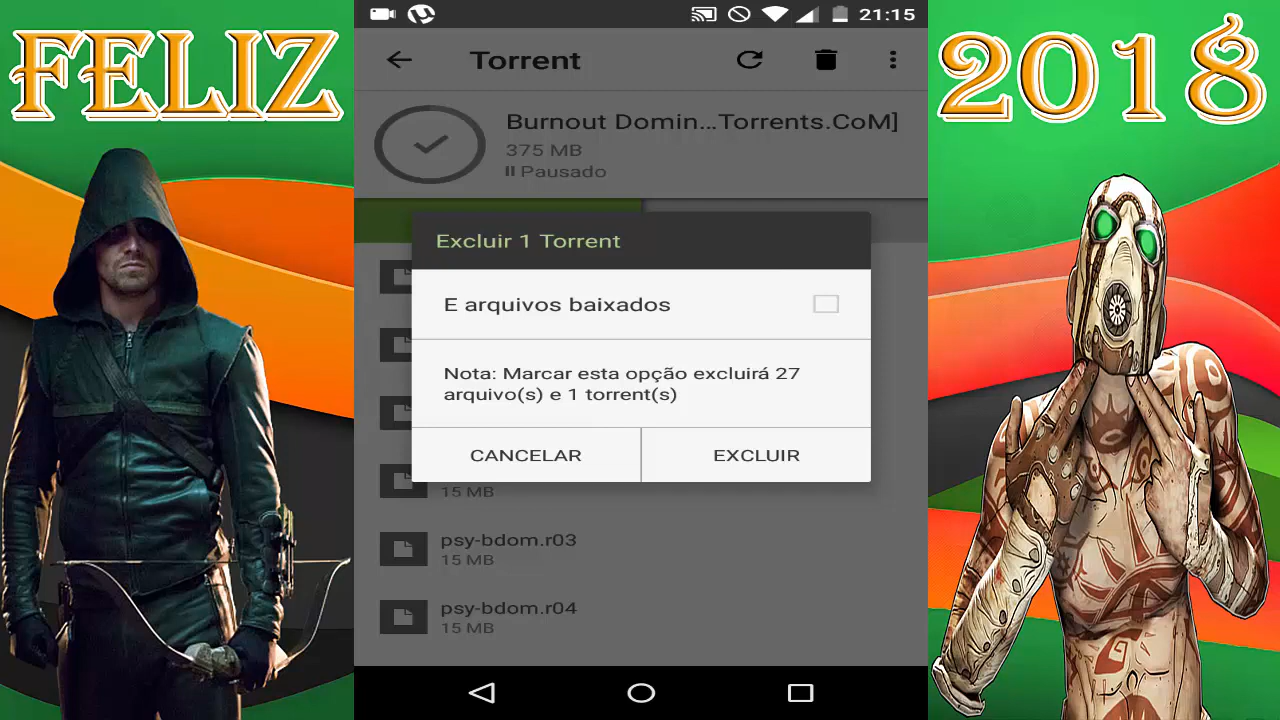 FELIZ
2018
21:15
Torrent
Burnout Domin...Torrents.CoM]
375 MB
Pausado
Excluir 1 Torrent
E arquivos baixados
Nota: Marcar esta opção excluirá 27
arquivo(s) e 1 torrent(s)
CANCELAR
EXCLUIR
15 MB
psy-bdom.r03
15 MB
psy-bdom.r04
15 MB